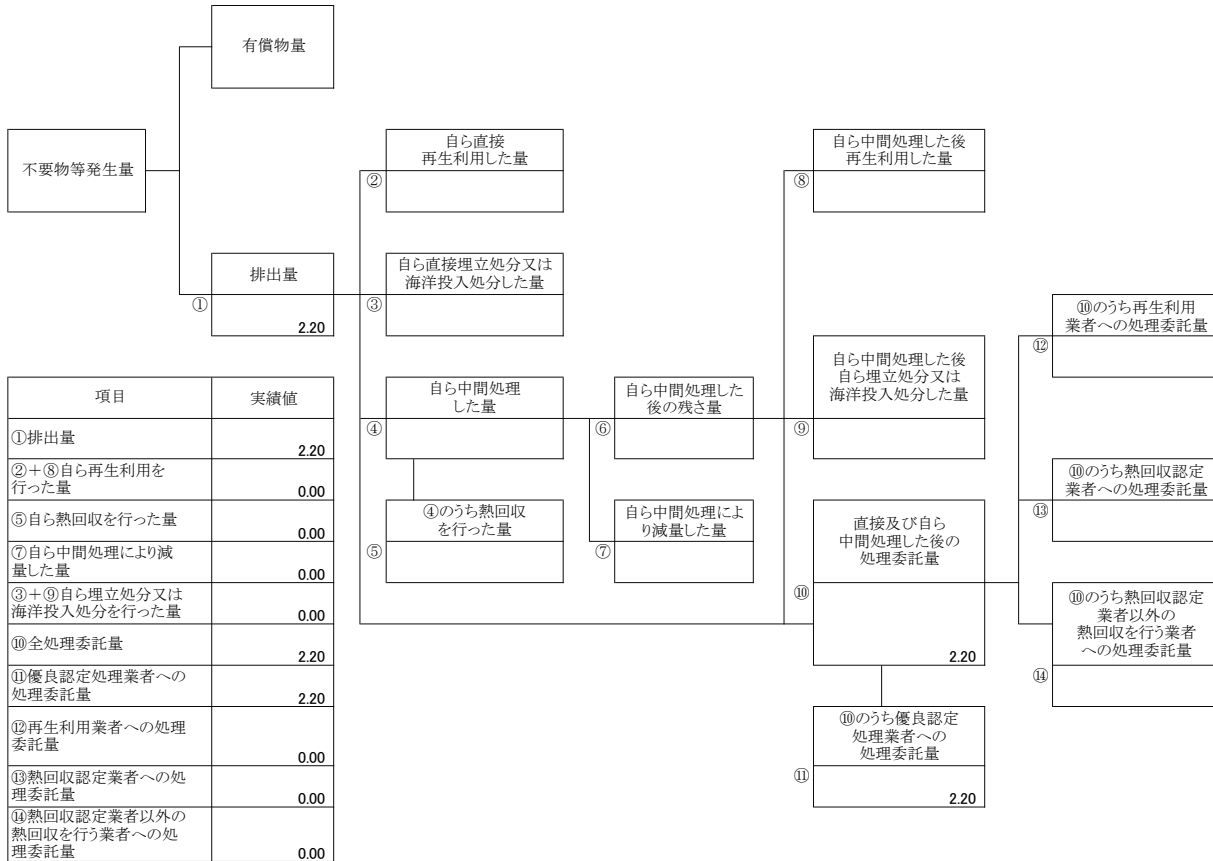 有償物量
不要物等発生量
自ら直接
再生利用した量
②
自ら中間処理した後
再生利用した量
⑧
排出量
①
2.20
自ら直接埋立処分又は
海洋投入処分した量
③
⑩のうち再生利用
業者への処理委託量
⑫
自ら中間処理
した量
④
自ら中間処理した
後の残さ量
⑥
自ら中間処理した後
自ら埋立処分又は
海洋投入処分した量
⑨
④のうち熱回収
を行った量
⑤
自ら中間処理によ
り減量した量
⑦
直接及び自ら
中間処理した後の
処理委託量
⑩
2.20
⑩のうち熱回収認定
業者への処理委託量
⑬
⑩のうち熱回収認定
業者以外の
熱回収を行う業者
への処理委託量
⑭
⑩のうち優良認定
処理業者への
処理委託量
⑪
2.20
項目 実績値
①排出量
2.20
②+⑧自ら再生利用を
行った量 0.00
⑤自ら熱回収を行った量
0.00
⑦自ら中間処理により減
量した量 0.00
③+⑨自ら埋立処分又は
海洋投入処分を行った量 0.00
⑩全処理委託量
2.20
⑪優良認定処理業者への
処理委託量 2.20
⑫再生利用業者への処理
委託量
0.00
⑬熱回収認定業者への処
理委託量 0.00
⑭熱回収認定業者以外の
熱回収を行う業者への処
理委託量 0.00